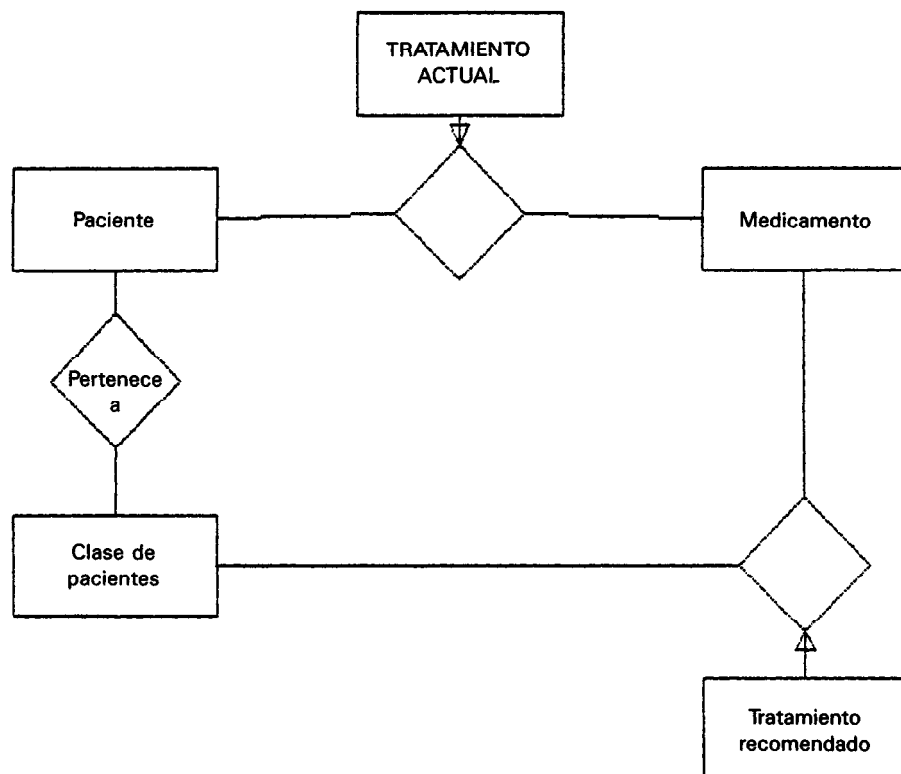 TRATAMIENTO
ACTUAL
Paciente
Medicamento
Pertenece
a
Clase de
pacientes
Tratamiento
recomendado